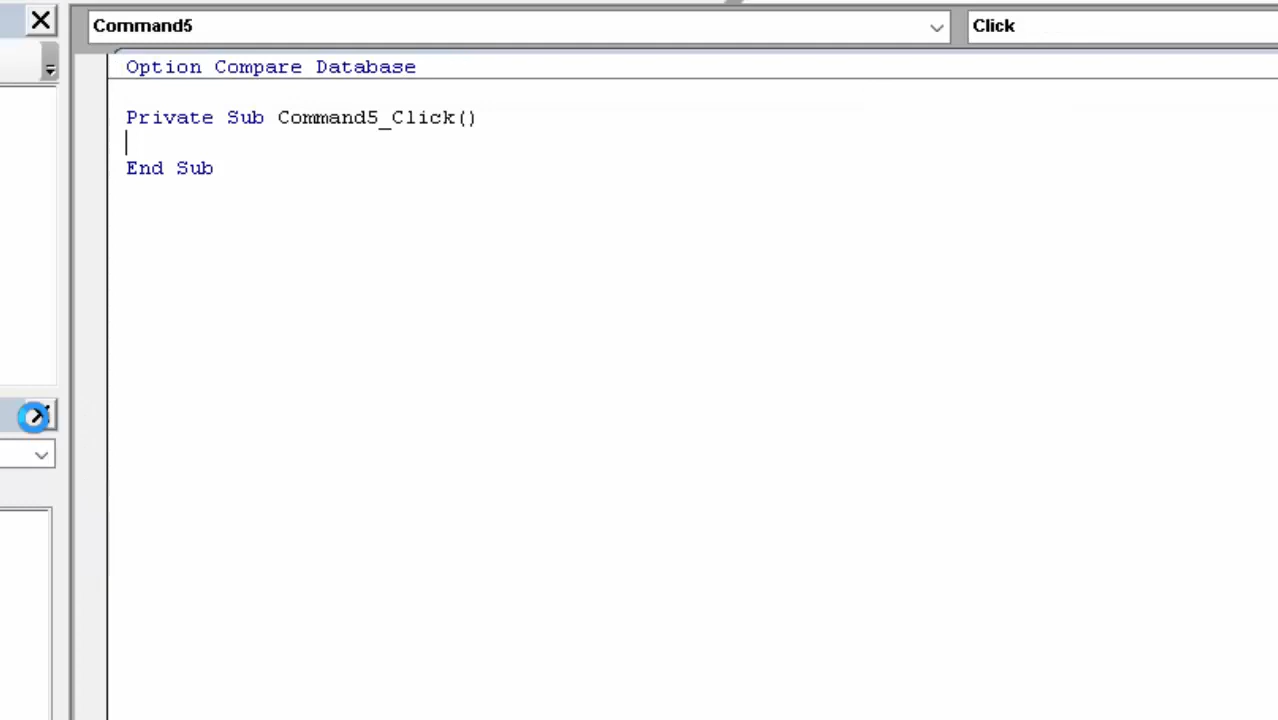 Command5
Click
Option Compare Database
Private Sub Command5_Click()
End Sub